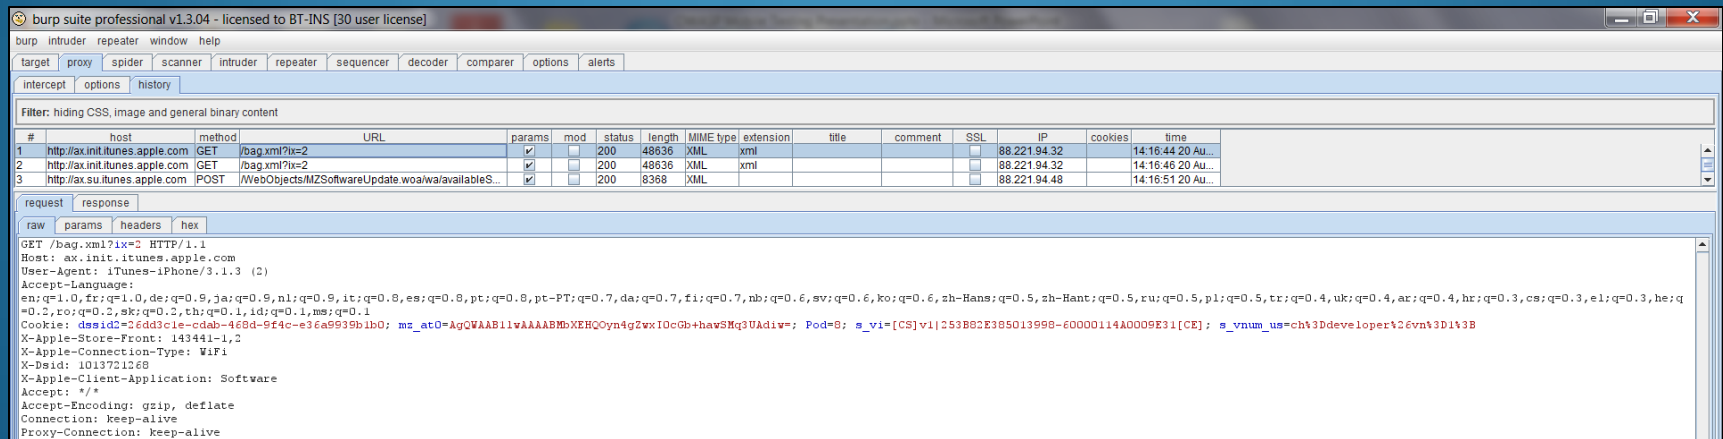 burp suite professional v1.3.04 - licensed to BT-INS [30 user license]
burp intruder repeater window help
target proxy spider scanner intruder repeater sequencer decoder comparer options alerts
intercept options history
Filter: hiding CSS, image and general binary content
# host method URL params mod status length MIME type extension title comment SSL IP cookies time
1 http://ax.init.itunes.apple.com GET /bag.xml?ix=2 200 48636 XML xml 88.221.94.32 14:16:44 20 Au...
2 http://ax.init.itunes.apple.com GET /bag.xml?ix=2 200 48636 XML xml 88.221.94.32 14:16:46 20 Au...
3 http://ax.su.itunes.apple.com POST /WebObjects/MZSoftwareUpdate.woa/wa/availableS... 200 8368 XML 88.221.94.48 14:16:51 20 Au...
request response
raw params headers hex
GET /bag.xml?ix=2 HTTP/1.1
Host: ax.init.itunes.apple.com
User-Agent: iTunes-iPhone/3.1.3 (2)
Accept-Language:
en;q=1.0,fr;q=1.0,de;q=0.9,ja;q=0.9,nl;q=0.9,it;q=0.8,es;q=0.8,pt;q=0.8,pt-PT;q=0.7,da;q=0.7,fi;q=0.7,nb;q=0.6,sv;q=0.6,ko;q=0.6,zh-Hans;q=0.5,zh-Hant;q=0.5,ru;q=0.5,pl;q=0.5,tr;q=0.4,uk;q=0.4,ar;q=0.4,hr;q=0.3,cs;q=0.3,el;q=0.3,he;q
=0.2,ro;q=0.2,sk;q=0.2,th;q=0.1,id;q=0.1,ms;q=0.1
Cookie: dssid2=26dd3c1e-cdab-468d-9f4c-e36a9939b1b0; mz_at0=AgQWAAB1lwAAAABMbXEHQOyn4gZwxI0cGb+hawSMq3UAdiw=; Pod=8; s_vi=[CS]v1|253B82E385013998-60000114A0009E31[CE]; s_vnum_us=ch%3Ddeveloper%26vn%3D1%3B
X-Apple-Store-Front: 143441-1,2
X-Apple-Connection-Type: WiFi
X-Dsid: 1013721268
X-Apple-Client-Application: Software
Accept: */*
Accept-Encoding: gzip, deflate
Connection: keep-alive
Proxy-Connection: keep-alive